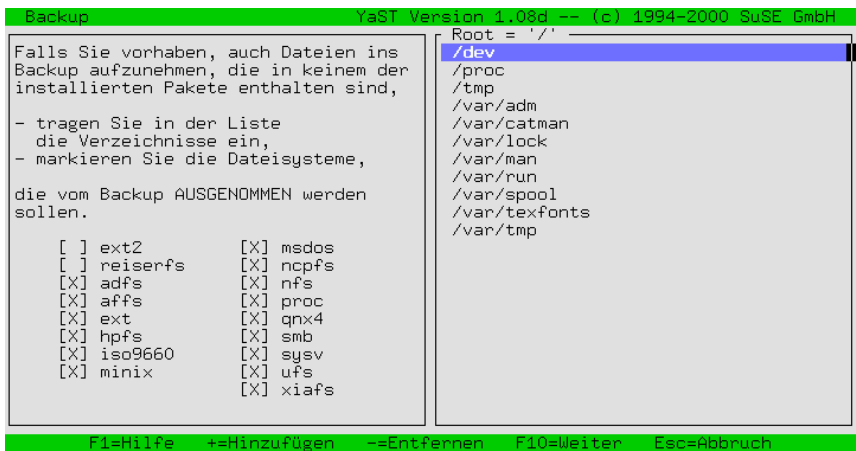 Backup YaST Version 1.08d -- (c) 1994-2000 SuSE GmbH
Falls Sie vorhaben, auch Dateien ins
Backup aufzunehmen, die in keinem der
installierten Pakete enthalten sind,
- tragen Sie in der Liste
die Verzeichnisse ein,
- markieren Sie die Dateisysteme,
die vom Backup AUSGENOMMEN werden
sollen.
[ ] ext2 [X] msdos
[ ] reiserfs [X] ncpfs
[X] adfs [X] nfs
[X] affs [X] proc
[X] ext [X] qnx4
[X] hpfs [X] smb
[X] iso9660 [X] sysv
[X] minix [X] ufs
[X] xiafs
Root = '/'
/dev
/proc
/tmp
/var/adm
/var/catman
/var/lock
/var/man
/var/run
/var/spool
/var/texfonts
/var/tmp
F1=Hilfe +=Hinzufügen -=Entfernen F10=Weiter Esc=Abbruch